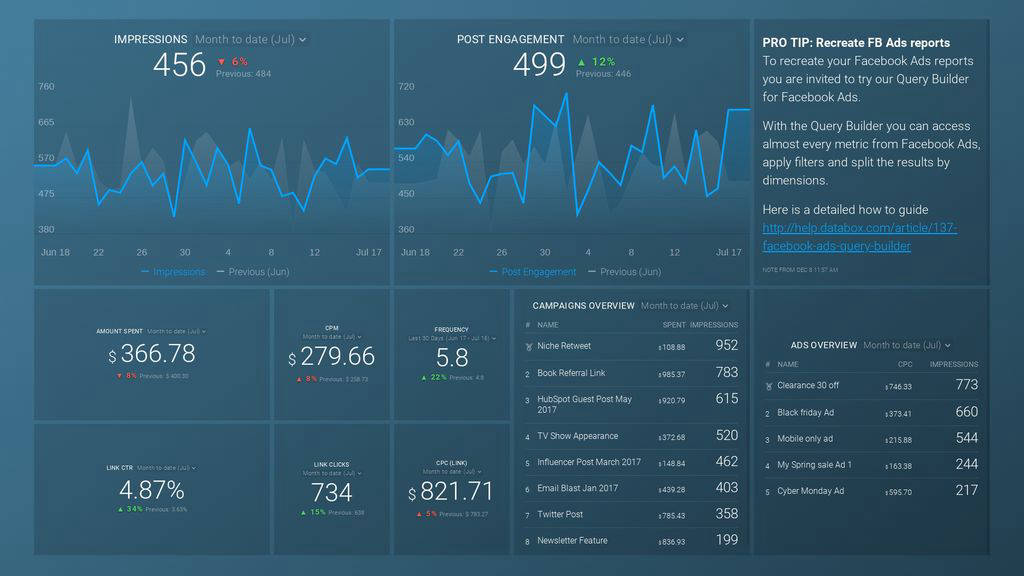 IMPRESSIONS Month to date (Jul)
456 ▼ 6%
Previous: 484
760
665
570
475
380
Jun 18 22 26 30 4 8 12 Jul 17
Impressions Previous (Jun)
POST ENGAGEMENT Month to date (Jul)
499 ▲ 12%
Previous: 446
720
630
540
450
360
Jun 18 22 26 30 4 8 12 Jul 17
Post Engagement Previous (Jun)
PRO TIP: Recreate FB Ads reports
To recreate your Facebook Ads reports
you are invited to try our Query Builder
for Facebook Ads.
With the Query Builder you can access
almost every metric from Facebook Ads,
apply filters and split the results by
dimensions.
Here is a detailed how to guide
http://help.databox.com/article/137-
facebook-ads-query-builder
NOTE FROM DEC 8 11:57 AM
AMOUNT SPENT Month to date (Jul)
$ 366.78
▼ 8% Previous: $ 400.30
CPM
Month to date (Jul)
$ 279.66
▲ 8% Previous: $ 258.73
FREQUENCY
Last 30 Days (Jun 17 - Jul 16)
5.8
▲ 22% Previous: 4.8
LINK CTR Month to date (Jul)
4.87%
▲ 34% Previous: 3.63%
LINK CLICKS
Month to date (Jul)
734
▲ 15% Previous: 638
CPC (LINK)
Month to date (Jul)
$ 821.71
▲ 5% Previous: $ 783.27
CAMPAIGNS OVERVIEW Month to date (Jul)
# NAME SPENT IMPRESSIONS
Niche Retweet $ 108.88 952
2 Book Referral Link $ 985.37 783
3 HubSpot Guest Post May $ 920.79 615
2017
4 TV Show Appearance $ 372.68 520
5 Influencer Post March 2017 $ 148.84 462
6 Email Blast Jan 2017 $ 439.28 403
7 Twitter Post $ 785.43 358
8 Newsletter Feature $ 836.93 199
ADS OVERVIEW Month to date (Jul)
# NAME CPC IMPRESSIONS
Clearance 30 off $ 746.33 773
2 Black friday Ad $ 373.41 660
3 Mobile only ad $ 215.88 544
4 My Spring sale Ad 1 $ 163.38 244
5 Cyber Monday Ad $ 595.70 217